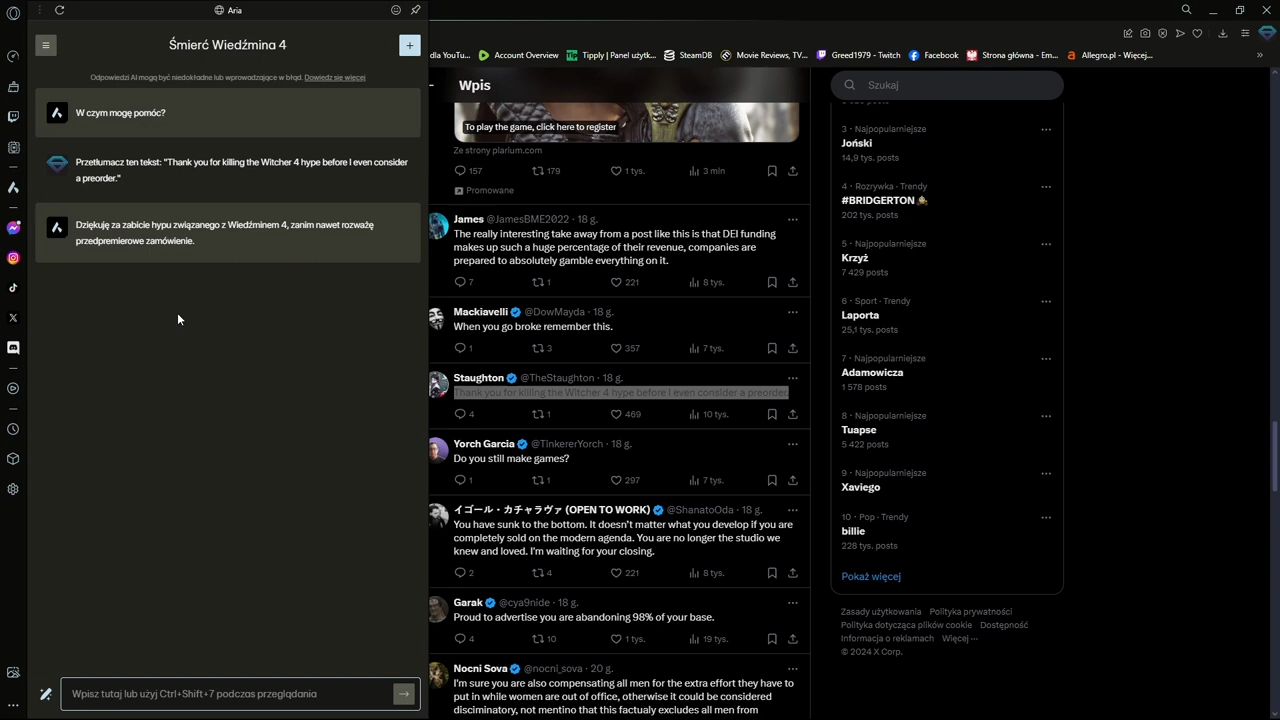 Aria
Śmierć Wiedźmina 4
Odpowiedzi AI mogą być niedokładne lub wprowadzające w błąd. Dowiedz się więcej
W czym mogę pomóc?
Przetłumacz ten tekst: "Thank you for killing the Witcher 4 hype before I even consider
a preorder."
Dziękuję za zabicie hypu związanego z Wiedźminem 4, zanim nawet rozważę
przedpremierowe zamówienie.
Wpisz tutaj lub użyj Ctrl+Shift+7 podczas przeglądania
dla YouTu... Account Overview Tipply | Panel użytk... SteamDB Movie Reviews, TV... Greed1979 - Twitch Facebook Strona główna - Em... Allegro.pl - Więcej...
Wpis
To play the game, click here to register
Ze strony plarium.com
157 179 1 tys. 3 min
Promowane
James @JamesBME2022 · 18 g.
The really interesting take away from a post like this is that DEI funding
makes up such a huge percentage of their revenue, companies are
prepared to absolutely gamble everything on it.
7 1 221 8 tys.
Mackiavelli @DowMayda · 18 g.
When you go broke remember this.
1 3 357 7 tys.
Staughton @TheStaughton · 18 g.
Thank you for killing the Witcher 4 hype before I even consider a preorder.
4 1 469 10 tys.
Yorch Garcia @TinkererYorch · 18 g.
Do you still make games?
1 1 297 7 tys.
イゴール・カチャラヴァ (OPEN TO WORK) @ShanatoOda · 18 g.
You have sunk to the bottom. It doesn't matter what you develop if you are
completely sold on the modern agenda. You are no longer the studio we
knew and loved. I'm waiting for your closing.
2 4 221 8 tys.
Garak @cya9nide · 18 g.
Proud to advertise you are abandoning 98% of your base.
4 10 1 tys. 19 tys.
Nocni Sova @nocni_sova · 20 g.
I'm sure you are also compensating all men for the extra effort they have to
put in while women are out of office, otherwise it could be considered
discriminatory, not mentino that this factualy excludes all men from
Szukaj
3 · Najpopularniejsze
Joński
14,9 tys. posts
4 · Rozrywka · Trendy
#BRIDGERTON
202 tys. posts
5 · Najpopularniejsze
Krzyż
7 429 posts
6 · Sport · Trendy
Laporta
25,1 tys. posts
7 · Najpopularniejsze
Adamowicza
1 578 posts
8 · Najpopularniejsze
Tuapse
5 422 posts
9 · Najpopularniejsze
Xaviego
10 · Pop · Trendy
billie
228 tys. posts
Pokaż więcej
Zasady użytkowania Polityka prywatności
Polityka dotycząca plików cookie Dostępność
Informacja o reklamach Więcej ···
© 2024 X Corp.